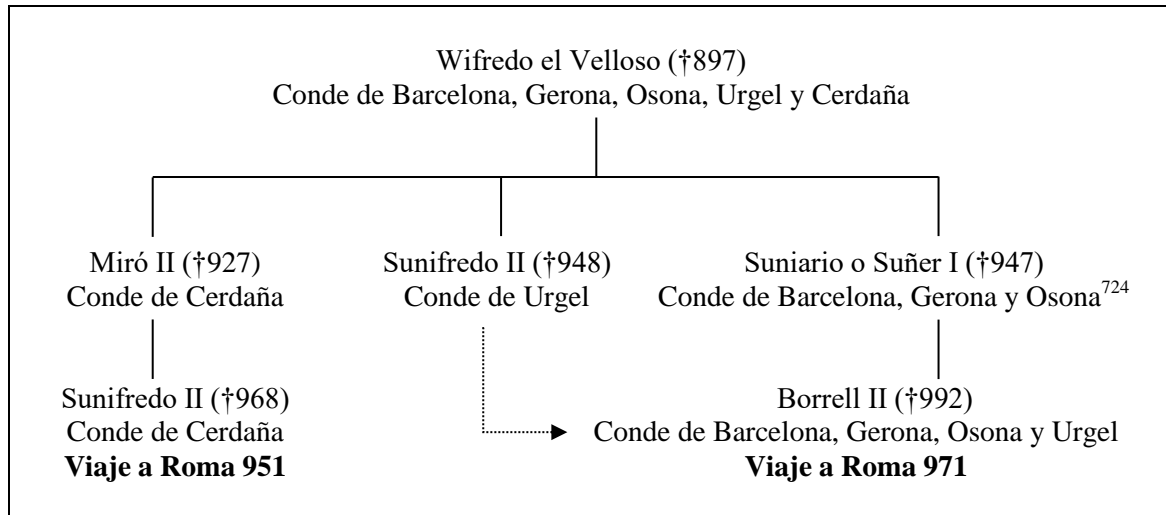 Wifredo el Velloso (†897)
Conde de Barcelona, Gerona, Osona, Urgel y Cerdaña
Miró II (†927)
Conde de Cerdaña
Sunifredo II (†948)
Conde de Urgel
Suniario o Suñer I (†947)
Conde de Barcelona, Gerona y Osona724
Sunifredo II (†968)
Conde de Cerdaña
Viaje a Roma 951
Borrell II (†992)
Conde de Barcelona, Gerona, Osona y Urgel
Viaje a Roma 971